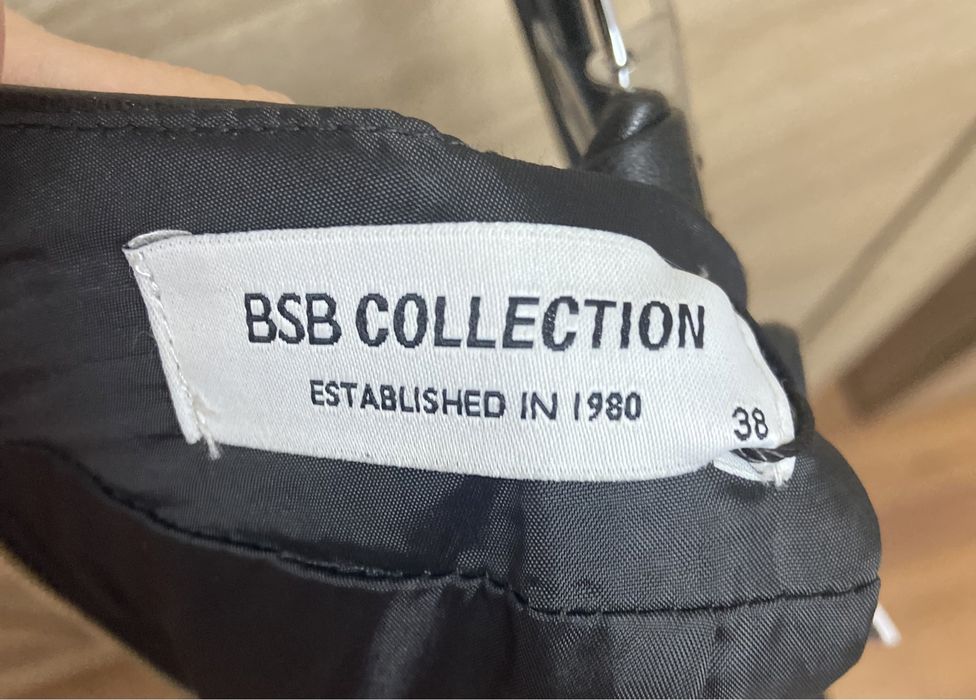 BSB COLLECTION
ESTABLISHED IN 1980
38